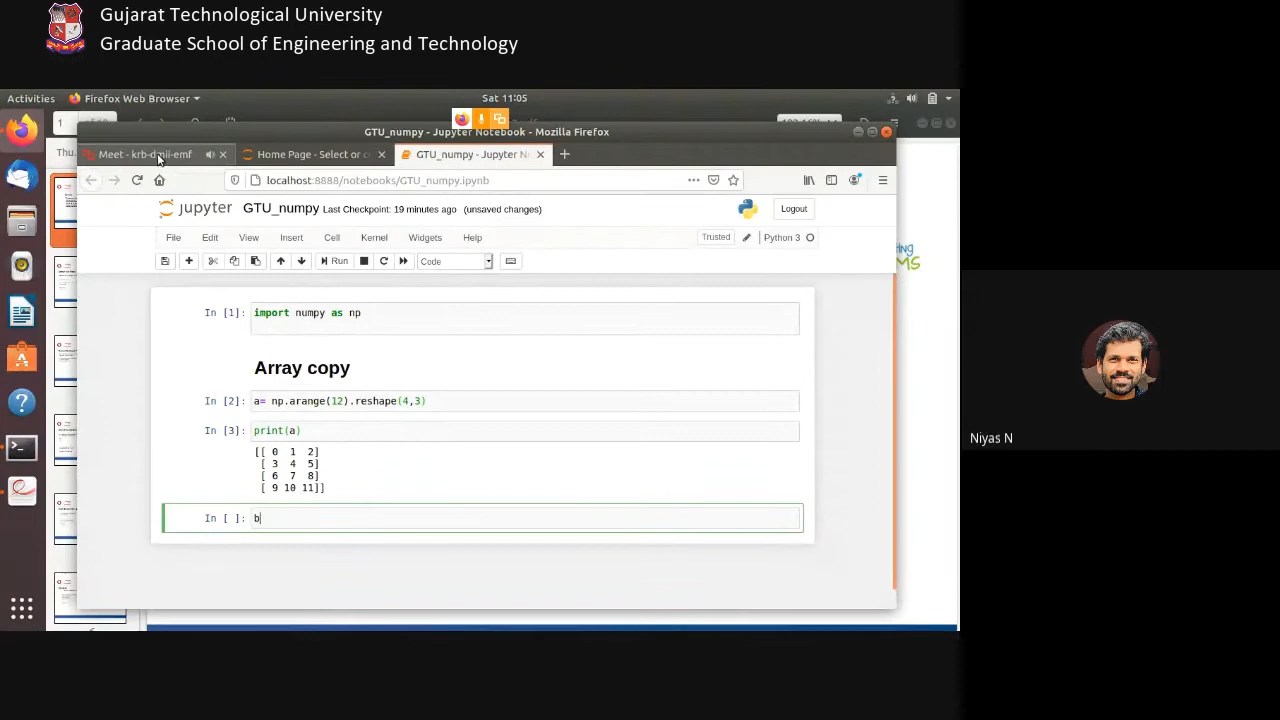 Gujarat Technological University
Graduate School of Engineering and Technology
Activities
Firefox Web Browser
Sat 11:05
1
GTU_numpy - Jupyter Notebook - Mozilla Firefox
Thu.
Meet - krb-dmii-emf
Home Page - Select or c
GTU_numpy - Jupyter N
localhost:8888/notebooks/GTU_numpy.ipynb
jupyter GTU_numpy Last Checkpoint: 19 minutes ago (unsaved changes)
Logout
File Edit View Insert Cell Kernel Widgets Help
Trusted
Python 3
Run
Code
In [1]: import numpy as np
Array copy
In [2]: a= np.arange(12).reshape(4,3)
In [3]: print(a)
[[ 0 1 2]
[ 3 4 5]
[ 6 7 8]
[ 9 10 11]]
In [ ]: b
Niyas N